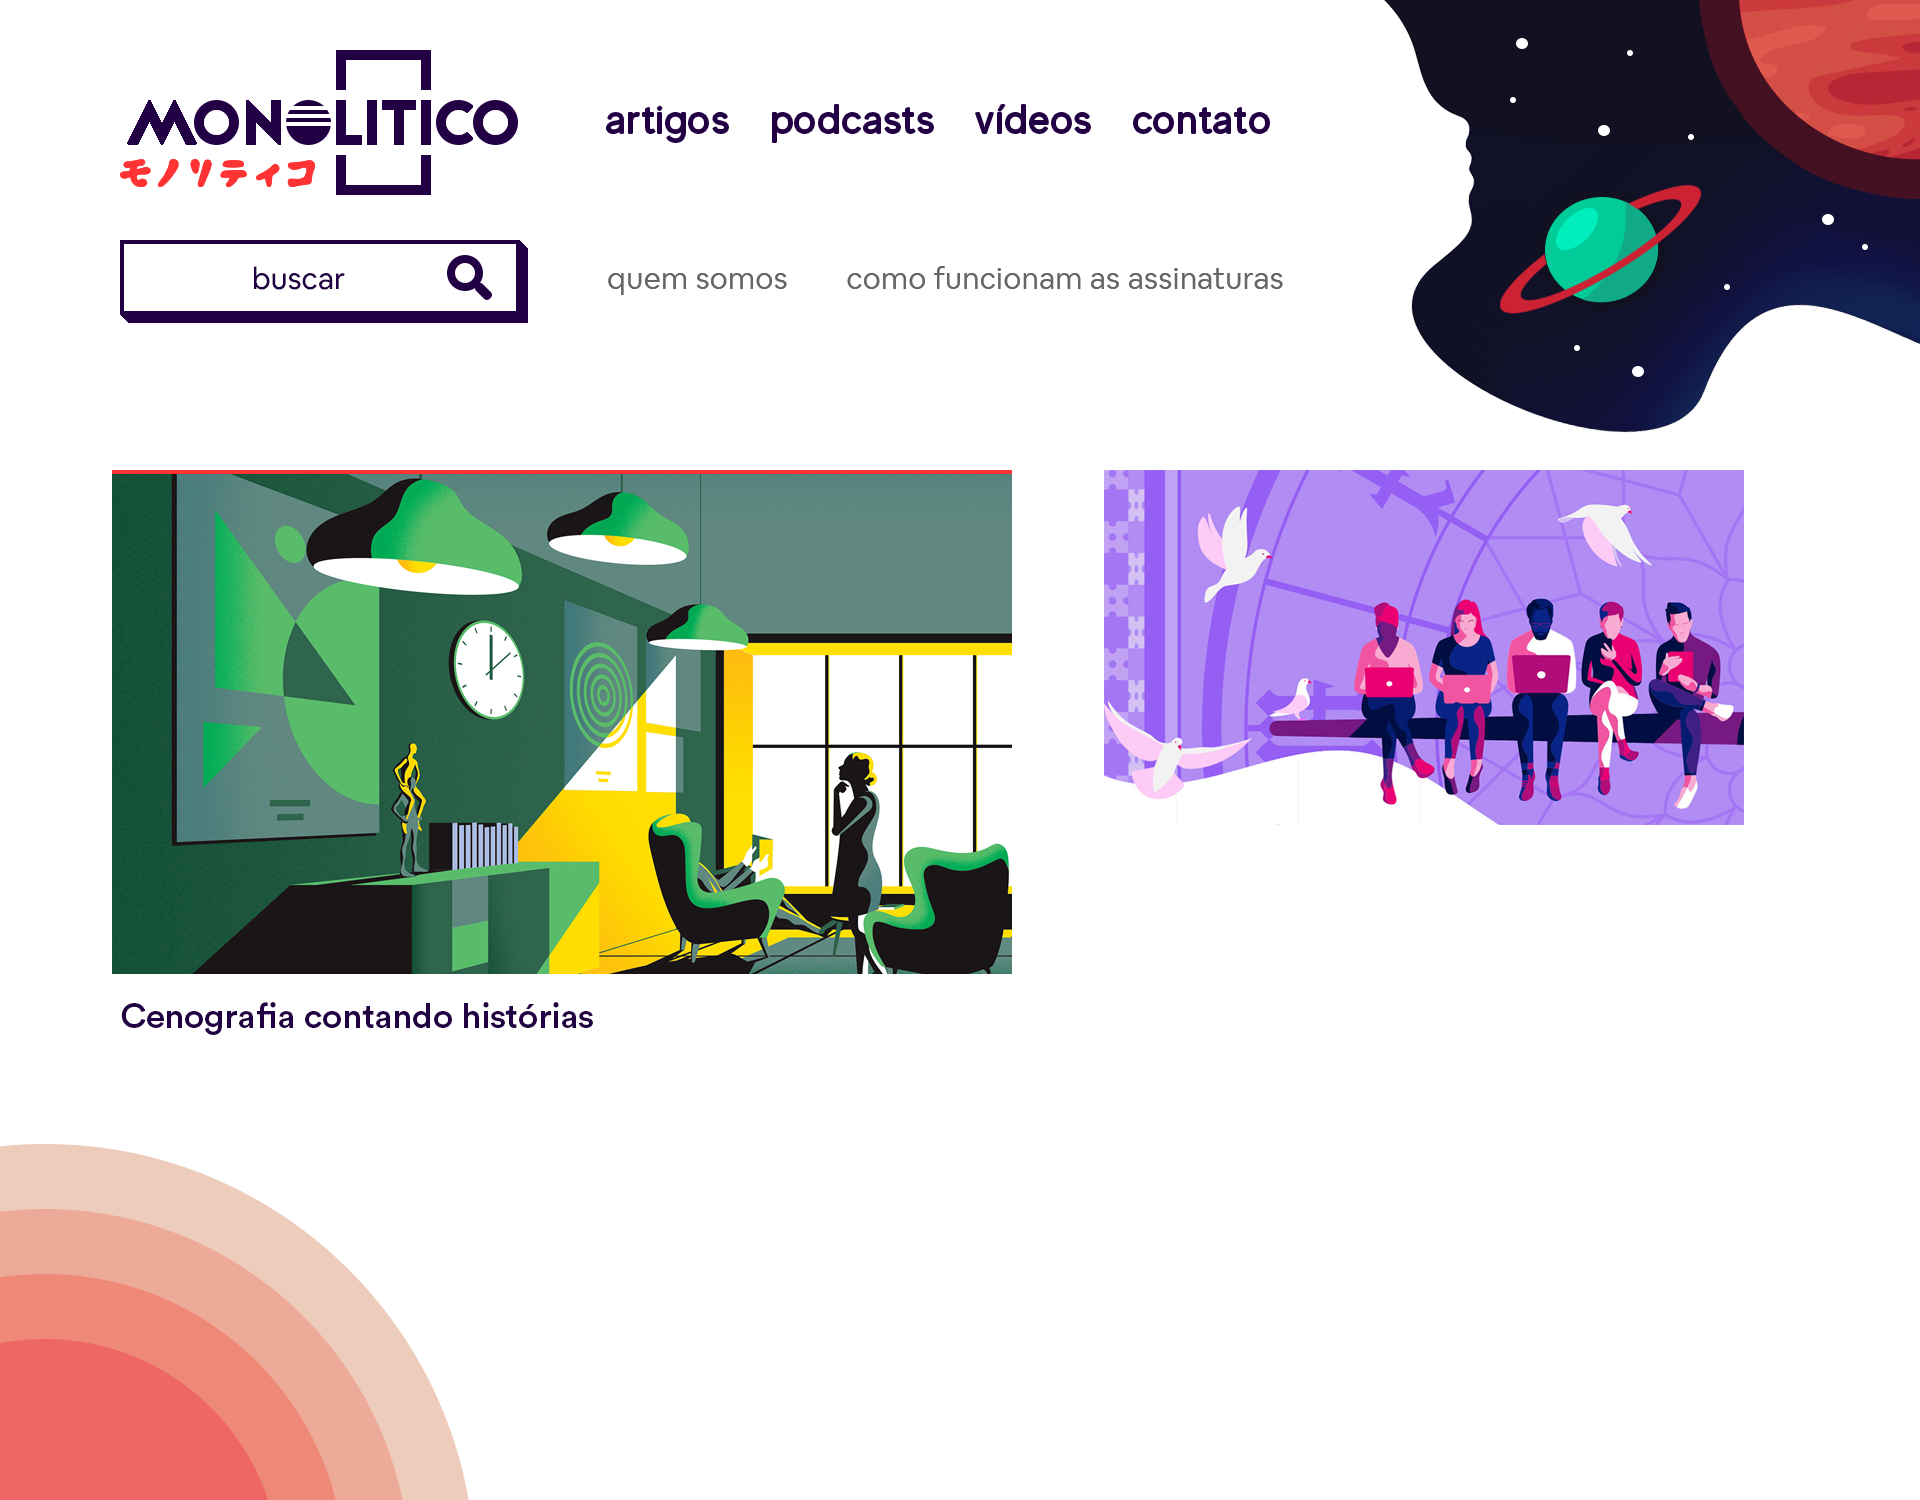 MONOLITICO
モノリティコ
artigos podcasts vídeos contato
buscar
quem somos como funcionam as assinaturas
Cenografia contando histórias